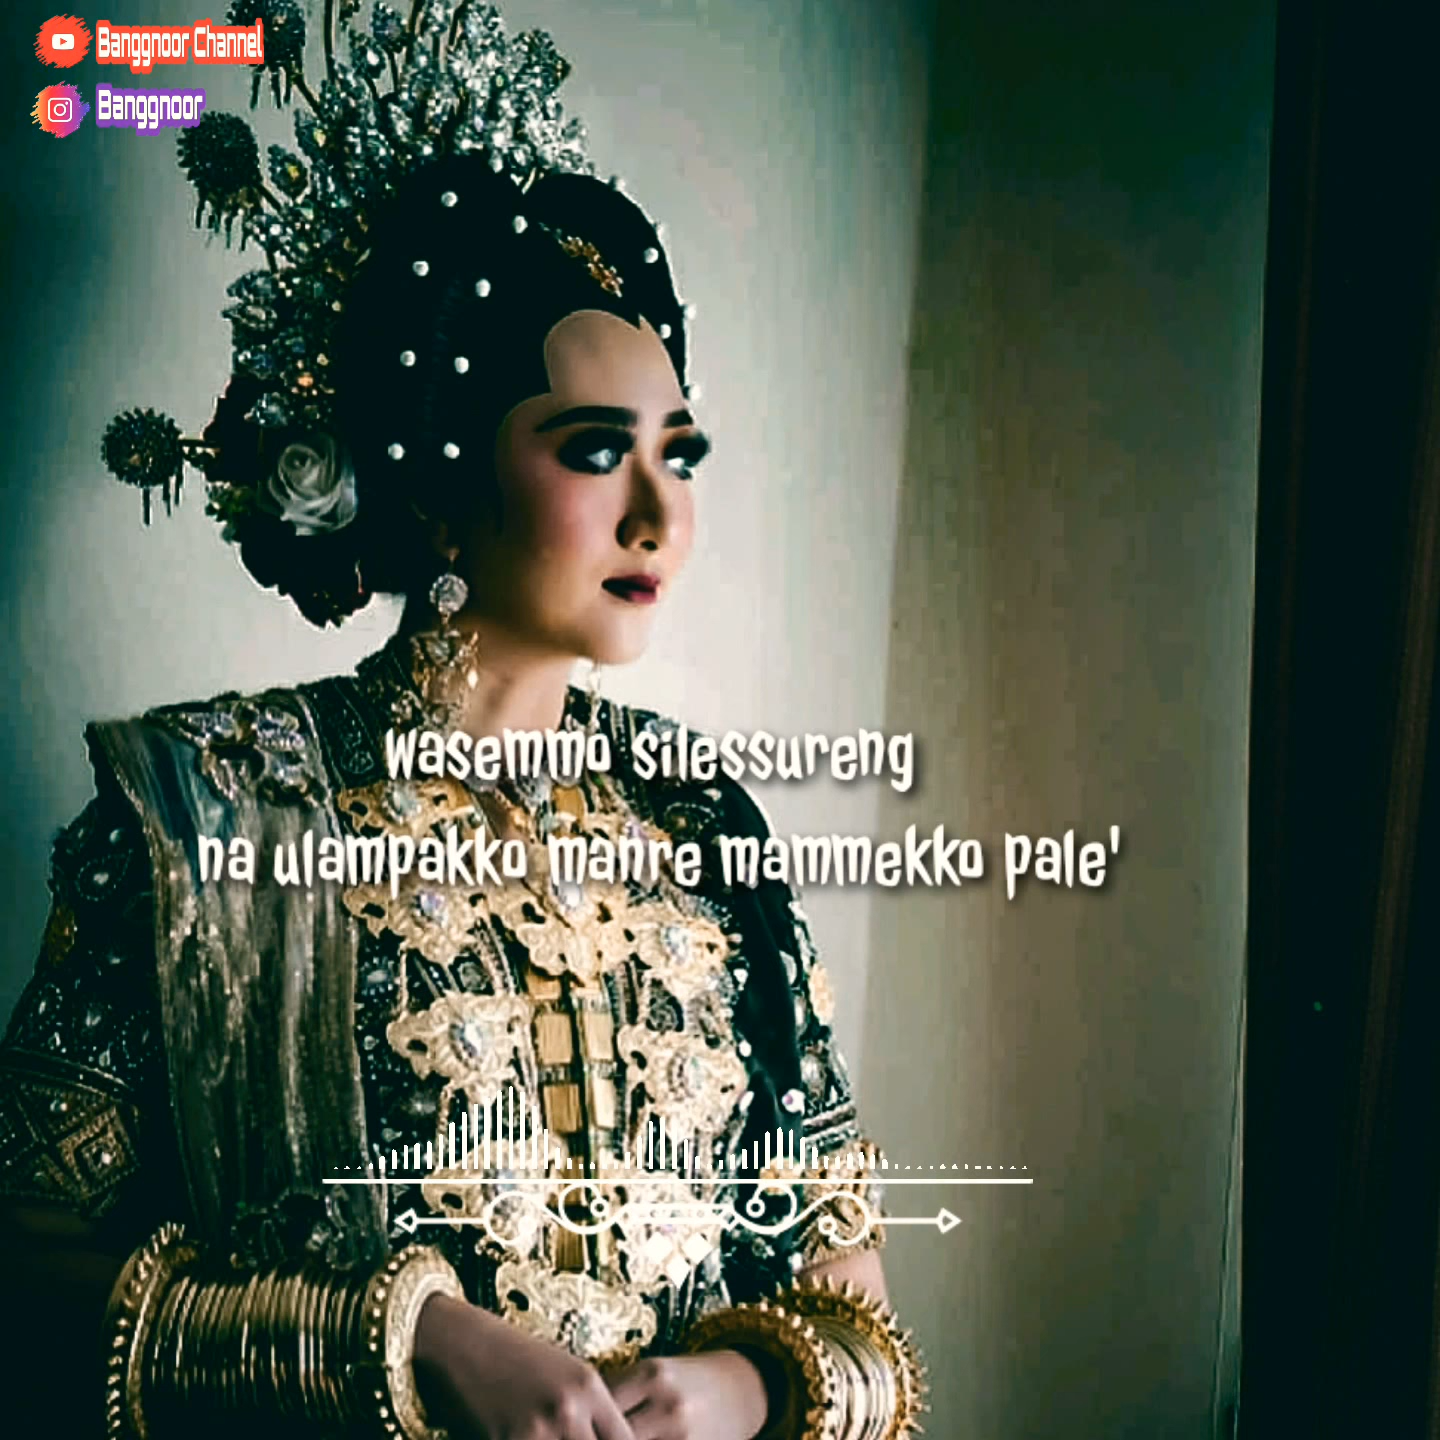 Banggnoor Channel
Banggnoor
wasemmo silessureng
na ulampakko manre mammekko pale'